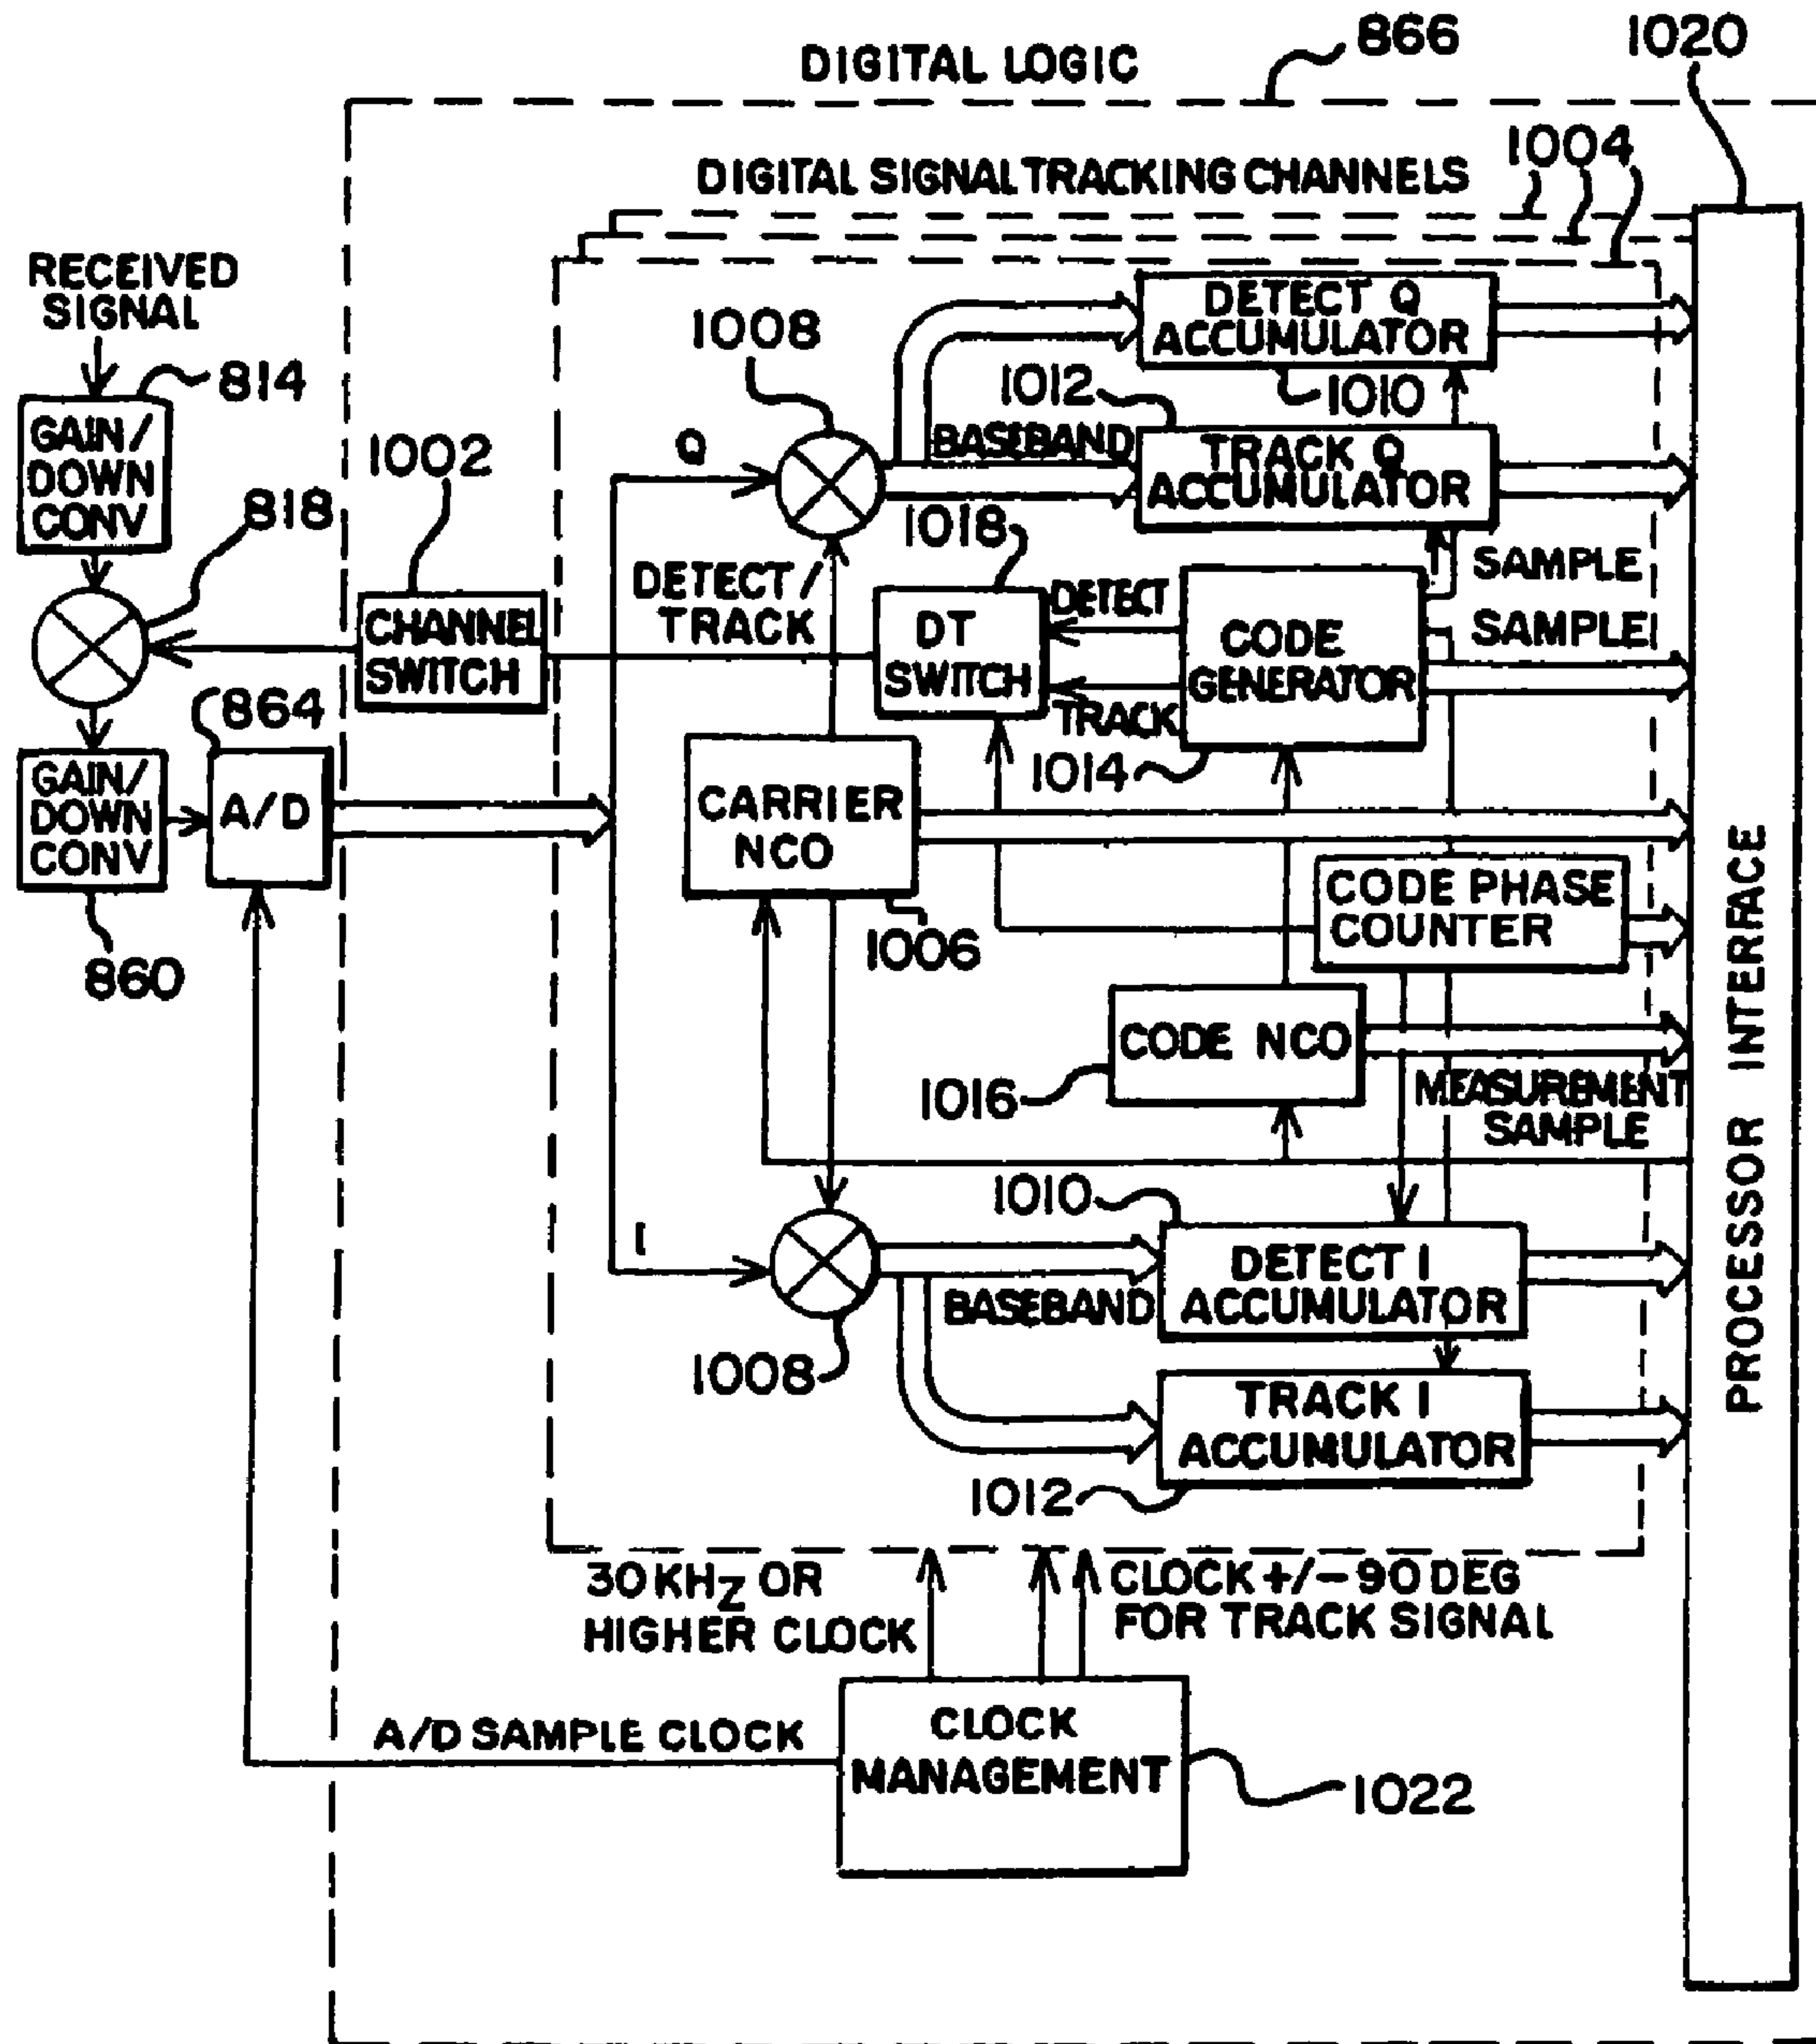 866
1020
DIGITAL LOGIC
1004
DIGITAL SIGNAL TRACKING CHANNELS
RECEIVED
SIGNAL
814
GAIN/
DOWN
CONV
818
1002
CHANNEL
SWITCH
864
A/D
GAIN/
DOWN
CONV
860
1008
Q
DETECT Q
ACCUMULATOR
1010
1012
BASEBAND
TRACK Q
ACCUMULATOR
1018
DETECT/
TRACK
DT
SWITCH
DETECT
TRACK
CODE
GENERATOR
1014
SAMPLE
SAMPLE
CARRIER
NCO
1006
CODE PHASE
COUNTER
CODE NCO
1016
MEASUREMENT
SAMPLE
PROCESSOR INTERFACE
1010
I
1008
BASEBAND
DETECT I
ACCUMULATOR
TRACK I
ACCUMULATOR
1012
30 KHZ OR
HIGHER CLOCK
CLOCK +/- 90 DEG
FOR TRACK SIGNAL
A/D SAMPLE CLOCK
CLOCK
MANAGEMENT
1022